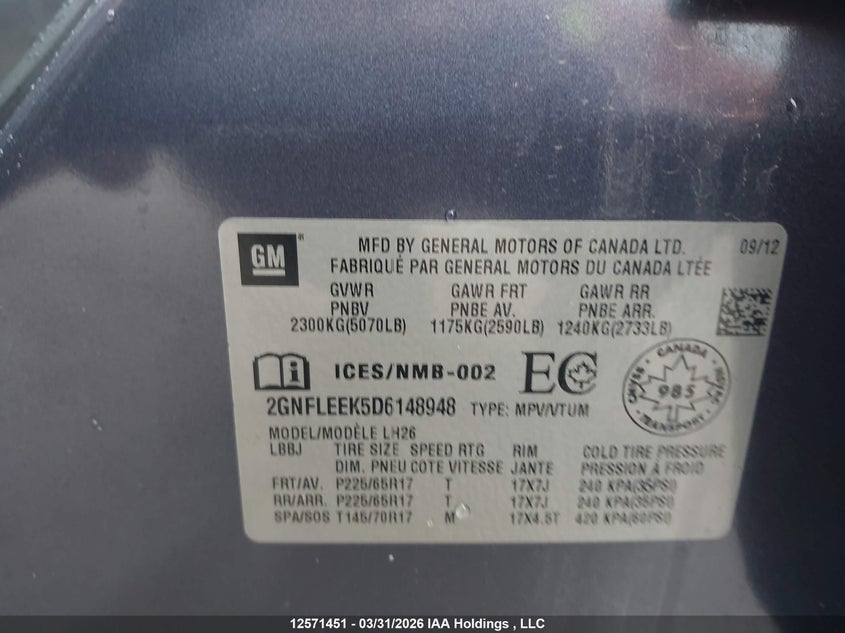 GM
MFD BY GENERAL MOTORS OF CANADA LTD. 09/12
FABRIQUÉ PAR GENERAL MOTORS DU CANADA LTÉE
GVWR GAWR FRT GAWR RR
PNBV PNBE AV. PNBE ARR.
2300KG(5070LB) 1175KG(2590LB) 1240KG(2733LB)
ICES/NMB-002 EC
CANADA
985
TRANSPORT
2GNFLEEK5D6148948 TYPE: MPV/VTUM
MODEL/MODÈLE LH26
LBBJ TIRE SIZE SPEED RTG RIM COLD TIRE PRESSURE
DIM. PNEU COTE VITESSE JANTE PRESSION À FROID
FRT/AV. P225/65R17 T 17X7J 240 KPA(35PSI)
RR/ARR. P225/65R17 T 17X7J 240 KPA(35PSI)
SPA/SOS T145/70R17 M 17X4.5T 420 KPA(60PSI)
12571451 - 03/31/2026 IAA Holdings , LLC